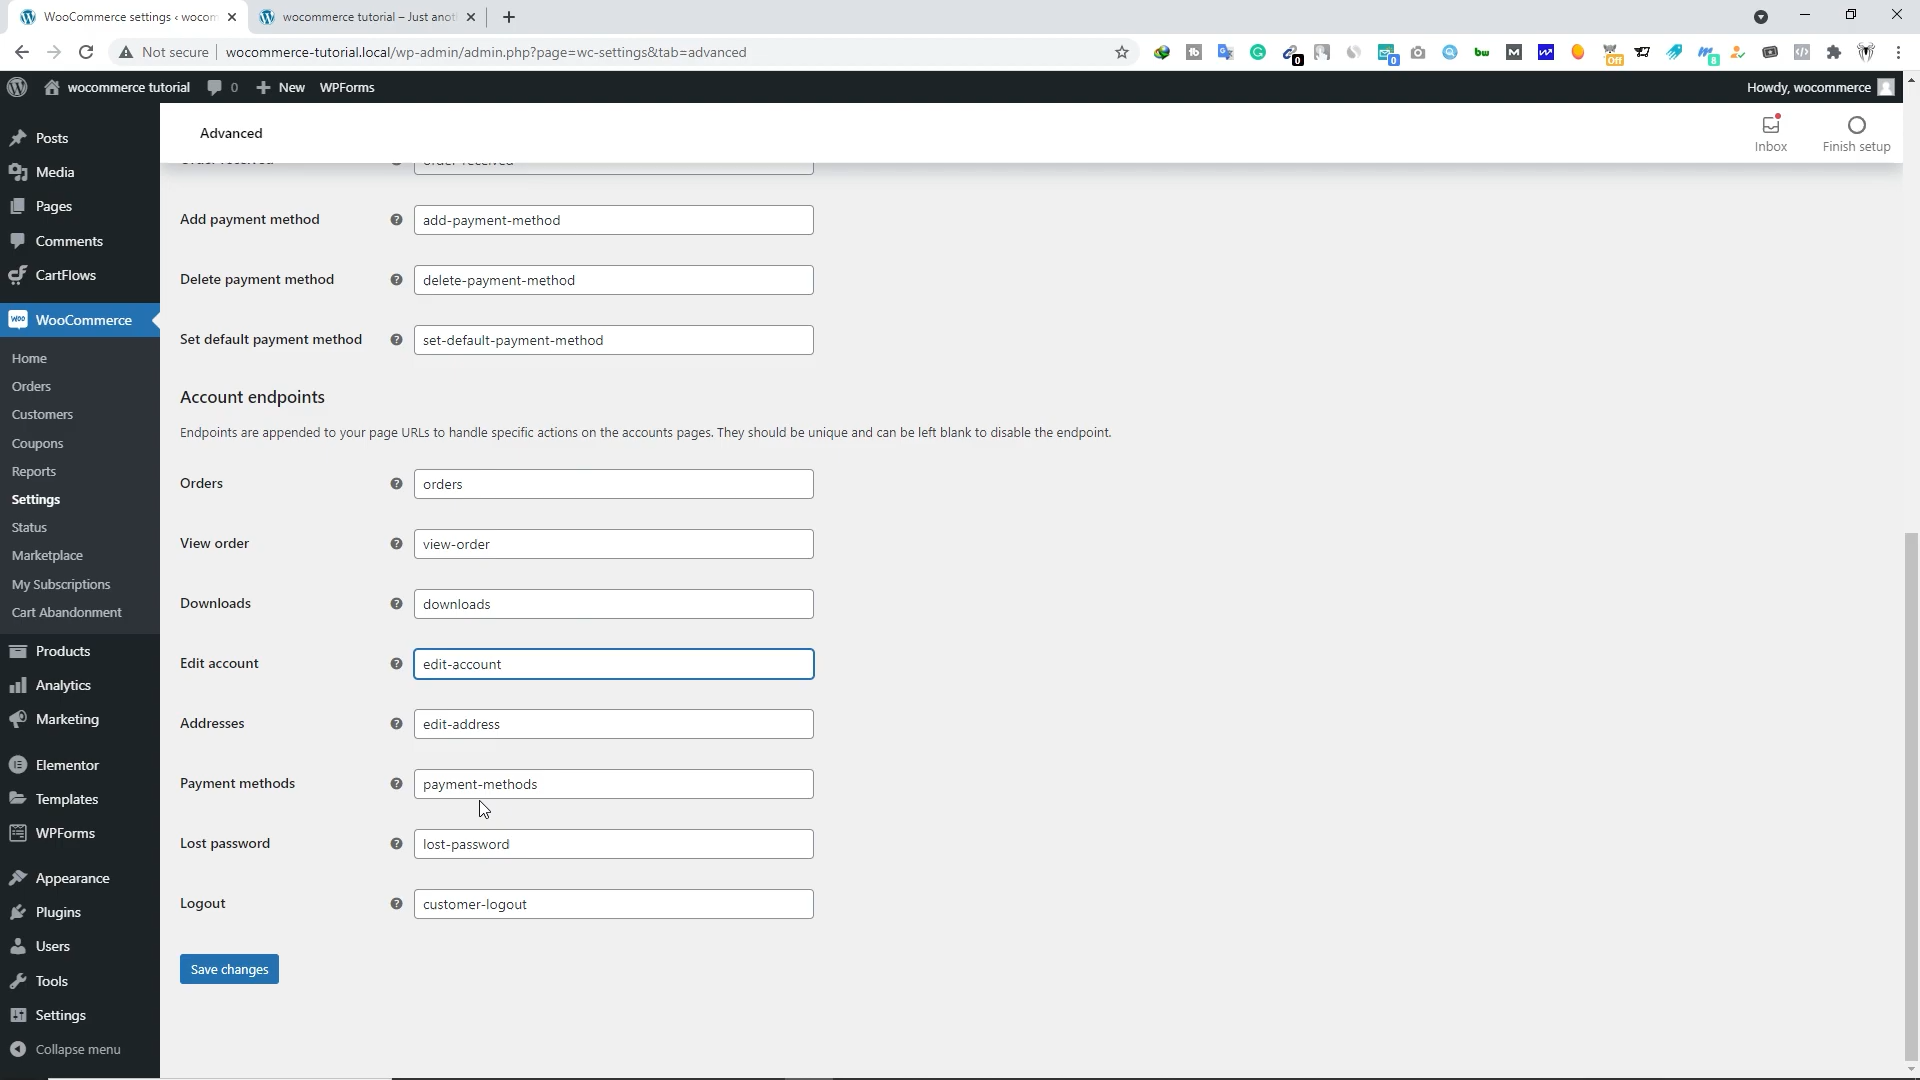 WooCommerce settings ‹ wocom
wocommerce tutorial – Just anoth
Not secure
wocommerce-tutorial.local/wp-admin/admin.php?page=wc-settings&tab=advanced
wocommerce tutorial
0
New
WPForms
Howdy, wocommerce
Posts
Media
Pages
Comments
CartFlows
WooCommerce
Home
Orders
Customers
Coupons
Reports
Settings
Status
Marketplace
My Subscriptions
Cart Abandonment
Products
Analytics
Marketing
Elementor
Templates
WPForms
Appearance
Plugins
Users
Tools
Settings
Collapse menu
Advanced
Inbox
Finish setup
Order received order-received
Add payment method add-payment-method
Delete payment method delete-payment-method
Set default payment method set-default-payment-method
Account endpoints
Endpoints are appended to your page URLs to handle specific actions on the accounts pages. They should be unique and can be left blank to disable the endpoint.
Orders orders
View order view-order
Downloads downloads
Edit account edit-account
Addresses edit-address
Payment methods payment-methods
Lost password lost-password
Logout customer-logout
Save changes